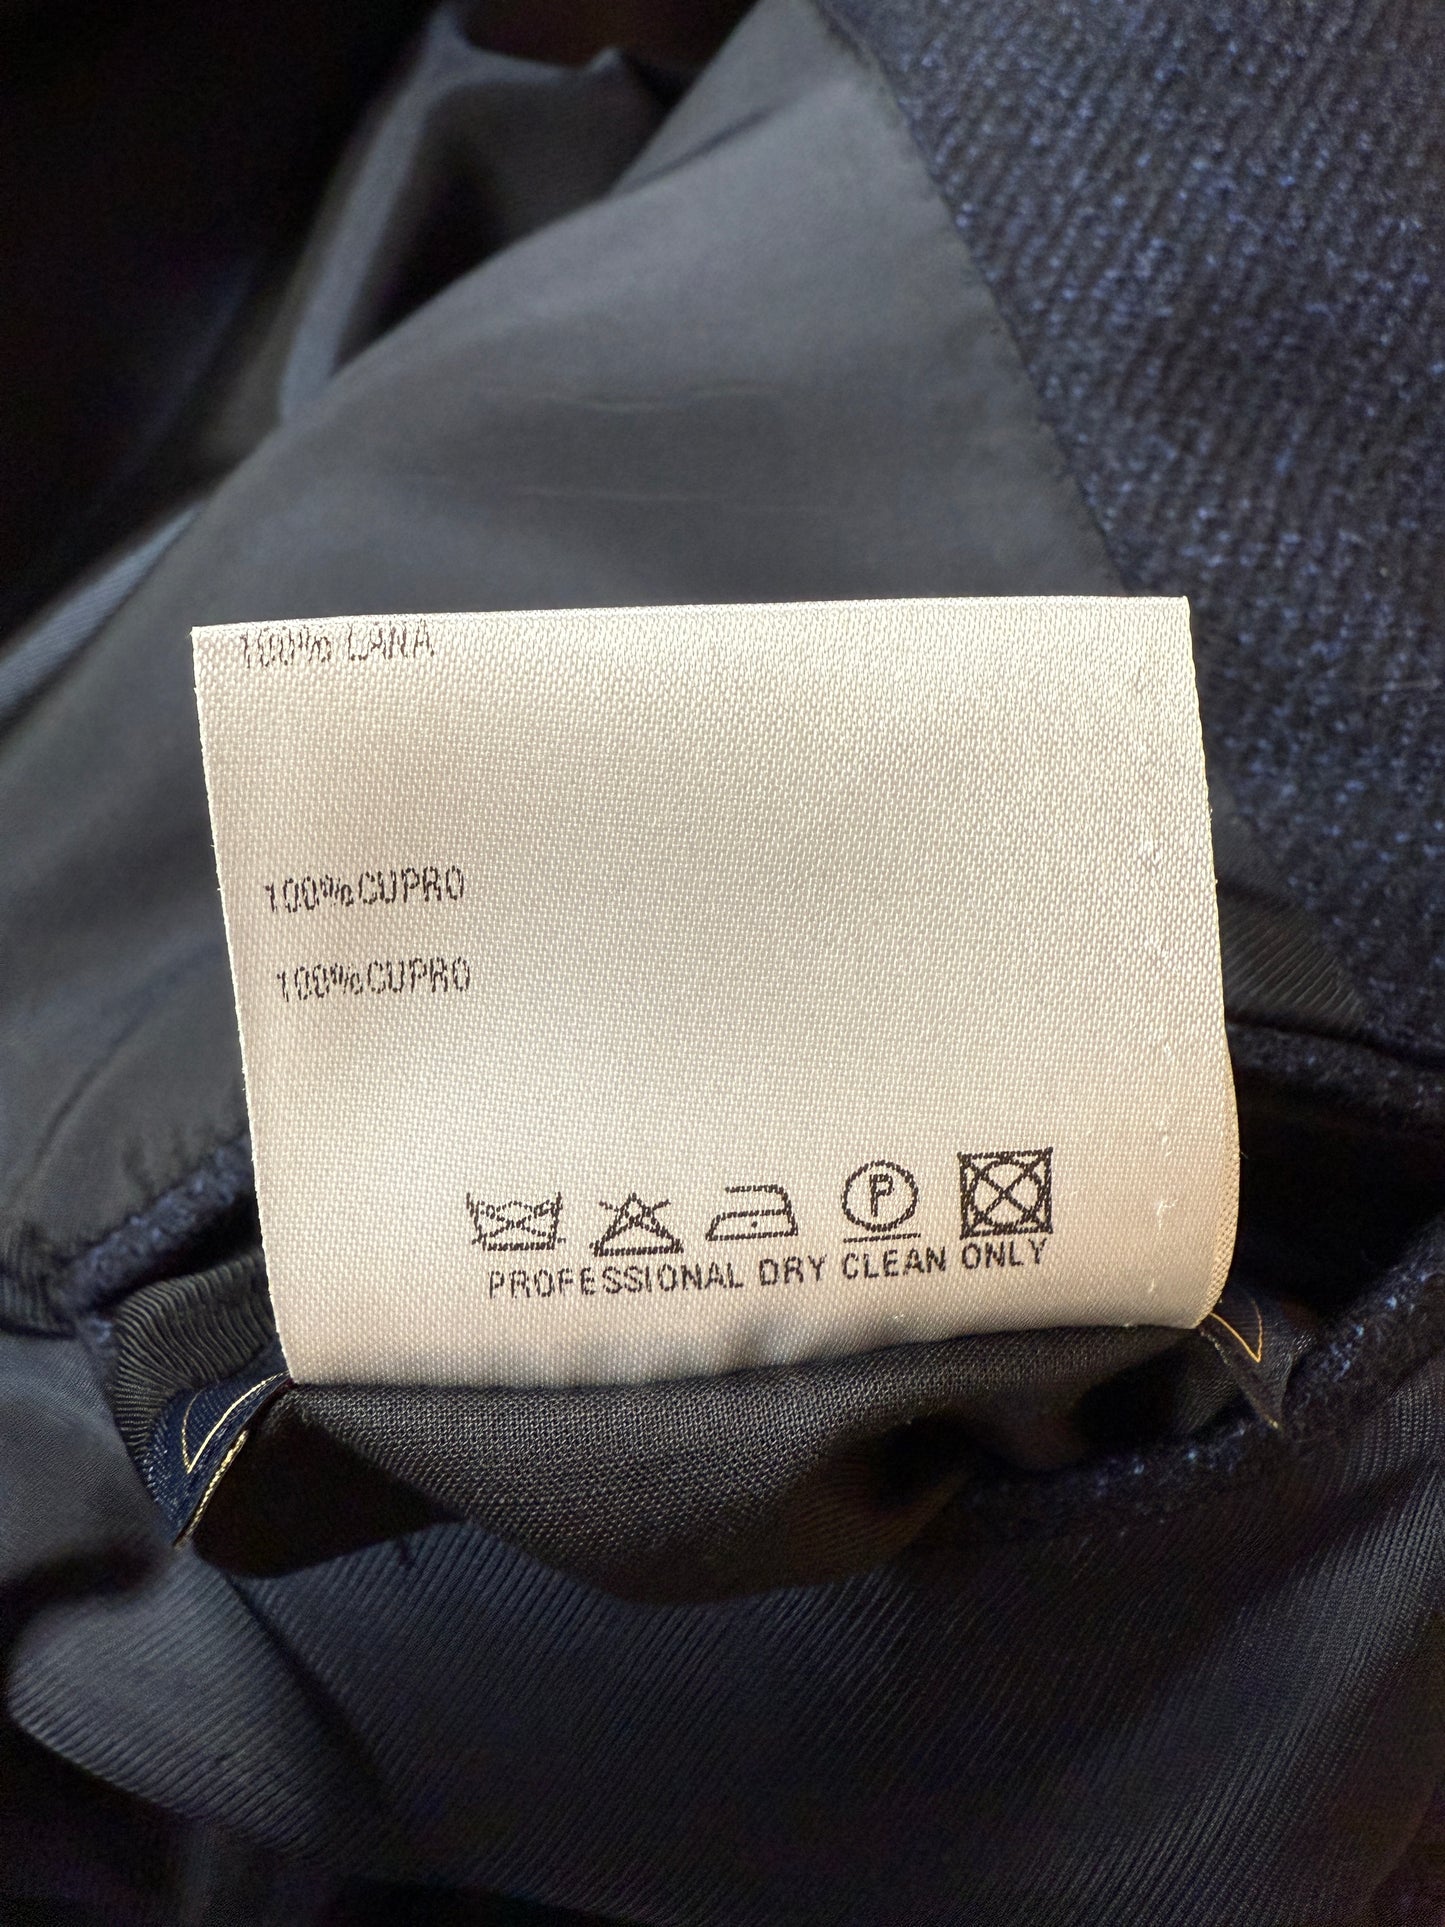 100% LANA
100%CUPRO
100%CUPRO
P
PROFESSIONAL DRY CLEAN ONLY